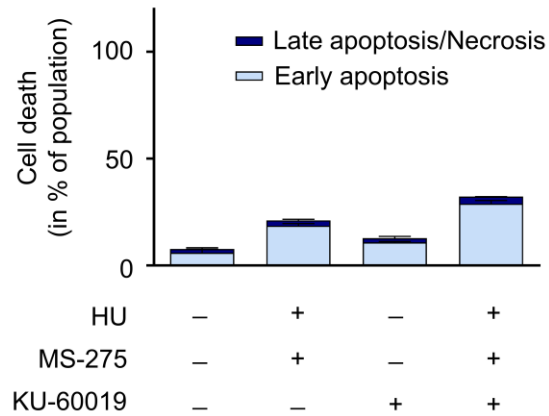 Cell death
(in % of population)
100
50
0
Late apoptosis/Necrosis
Early apoptosis
HU – + – +
MS-275 – + – +
KU-60019 – – + +